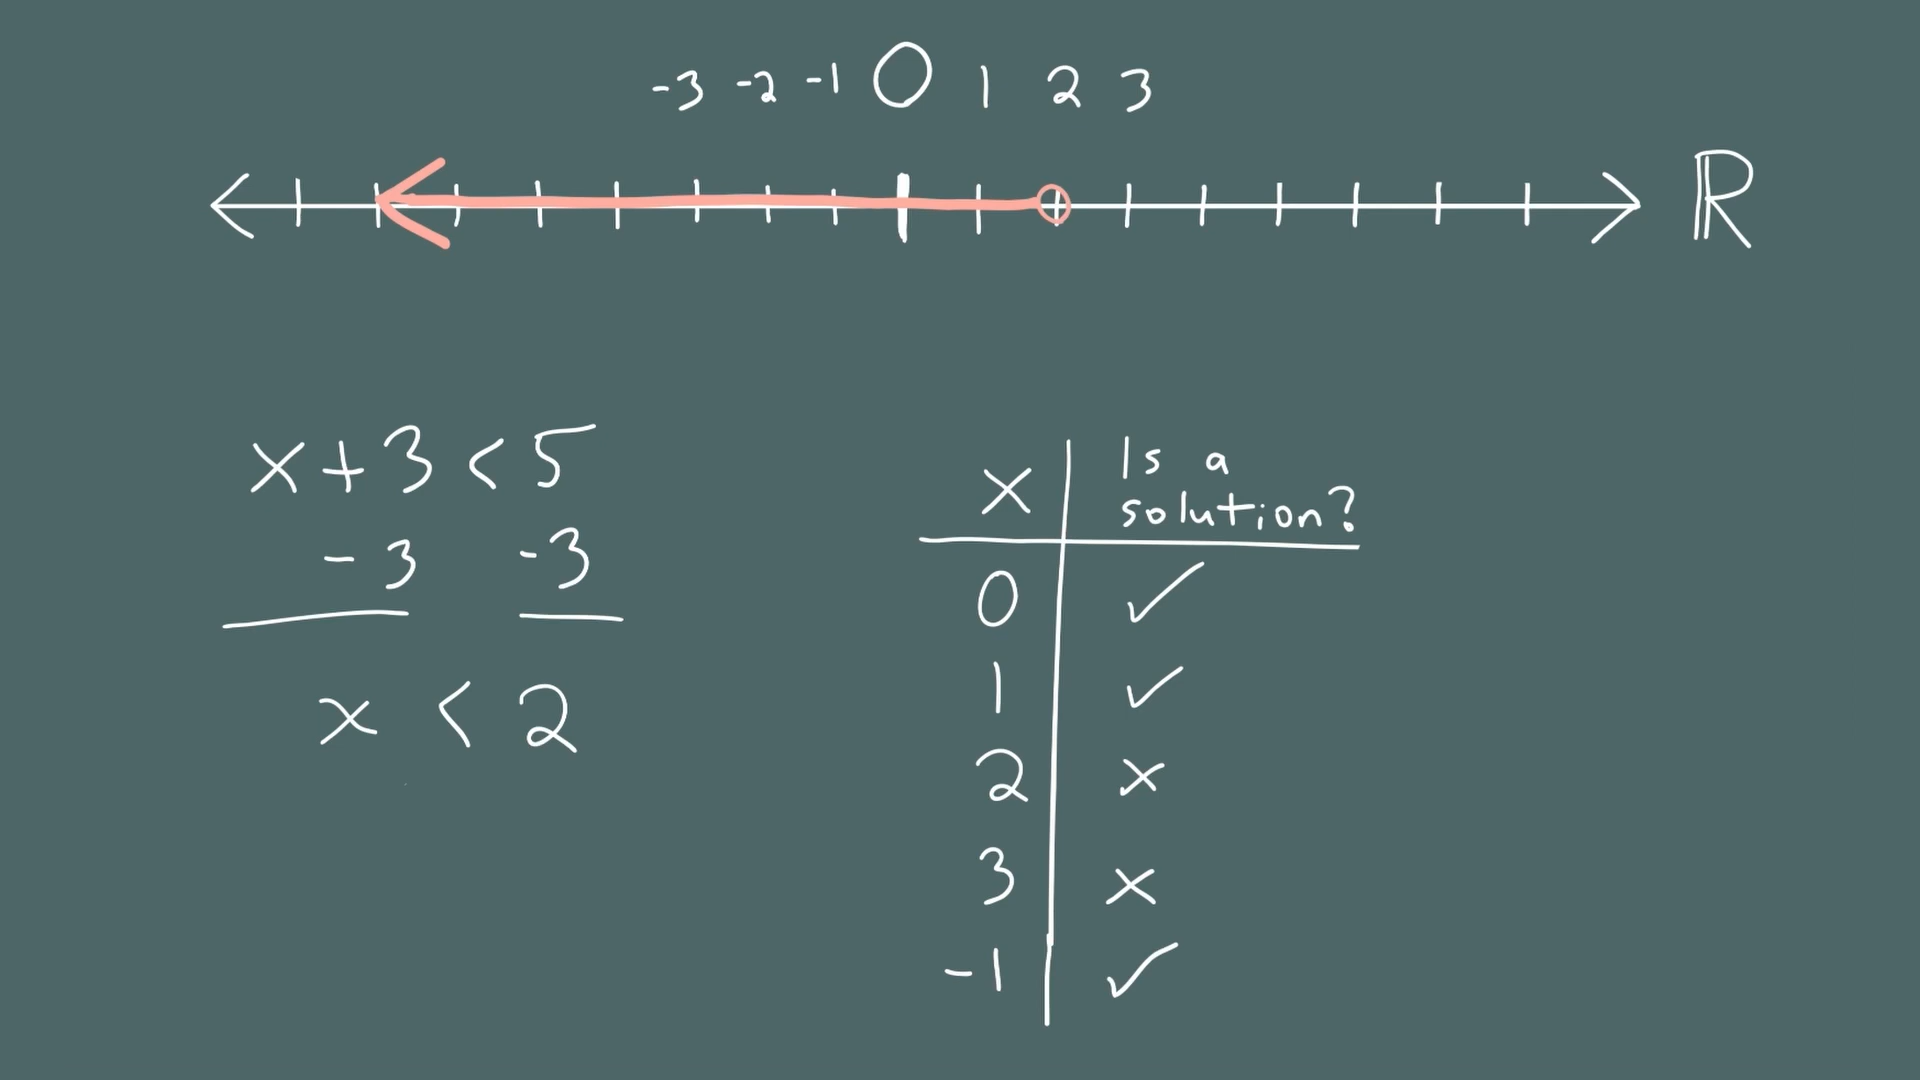 -3 -2 -1 0 1 2 3
ℝ
x + 3 < 5
- 3 -3
x < 2
x Is a solution?
0 ✓
1 ✓
2 ×
3 ×
-1 ✓